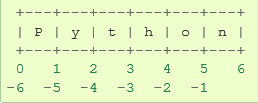 +---+---+---+---+---+---+
| P | y | t | h | o | n |
+---+---+---+---+---+---+
0 1 2 3 4 5 6
-6 -5 -4 -3 -2 -1